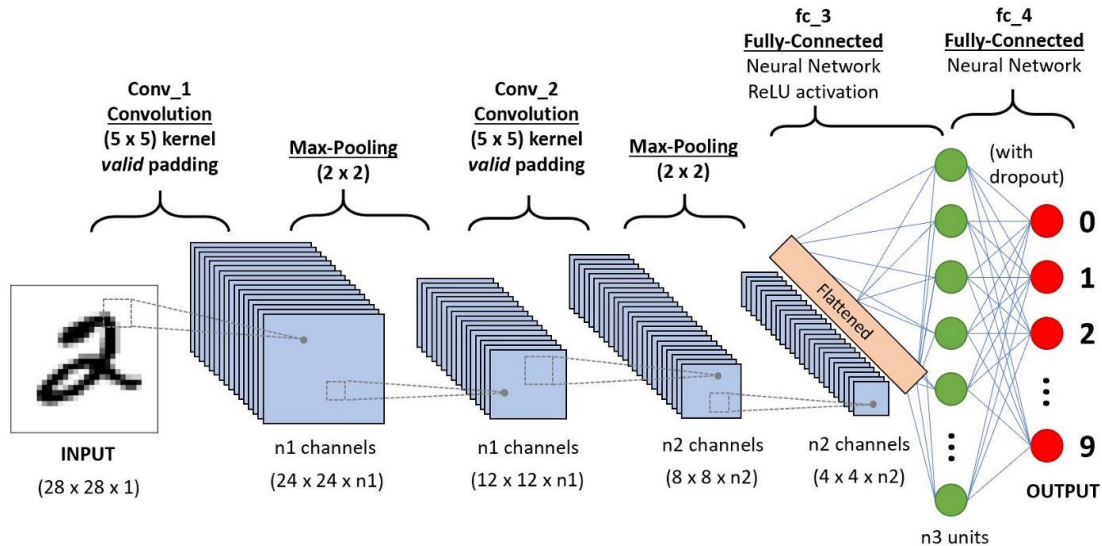 Conv_1
Convolution
(5 x 5) kernel
valid padding
Max-Pooling
(2 x 2)
Conv_2
Convolution
(5 x 5) kernel
valid padding
Max-Pooling
(2 x 2)
fc_3
Fully-Connected
Neural Network
ReLU activation
fc_4
Fully-Connected
Neural Network
(with
dropout)
2
INPUT
(28 x 28 x 1)
n1 channels
(24 x 24 x n1)
n1 channels
(12 x 12 x n1)
n2 channels
(8 x 8 x n2)
n2 channels
(4 x 4 x n2)
Flattened
n3 units
0
1
2
9
OUTPUT